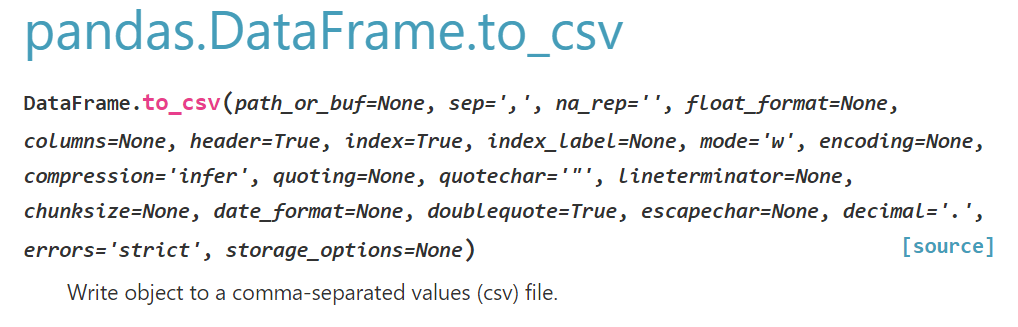 pandas.DataFrame.to_csv
DataFrame.to_csv(path_or_buf=None, sep=',', na_rep='', float_format=None,
columns=None, header=True, index=True, index_label=None, mode='w', encoding=None,
compression='infer', quoting=None, quotechar='"', lineterminator=None,
chunksize=None, date_format=None, doublequote=True, escapechar=None, decimal='.',
errors='strict', storage_options=None) [source]
Write object to a comma-separated values (csv) file.